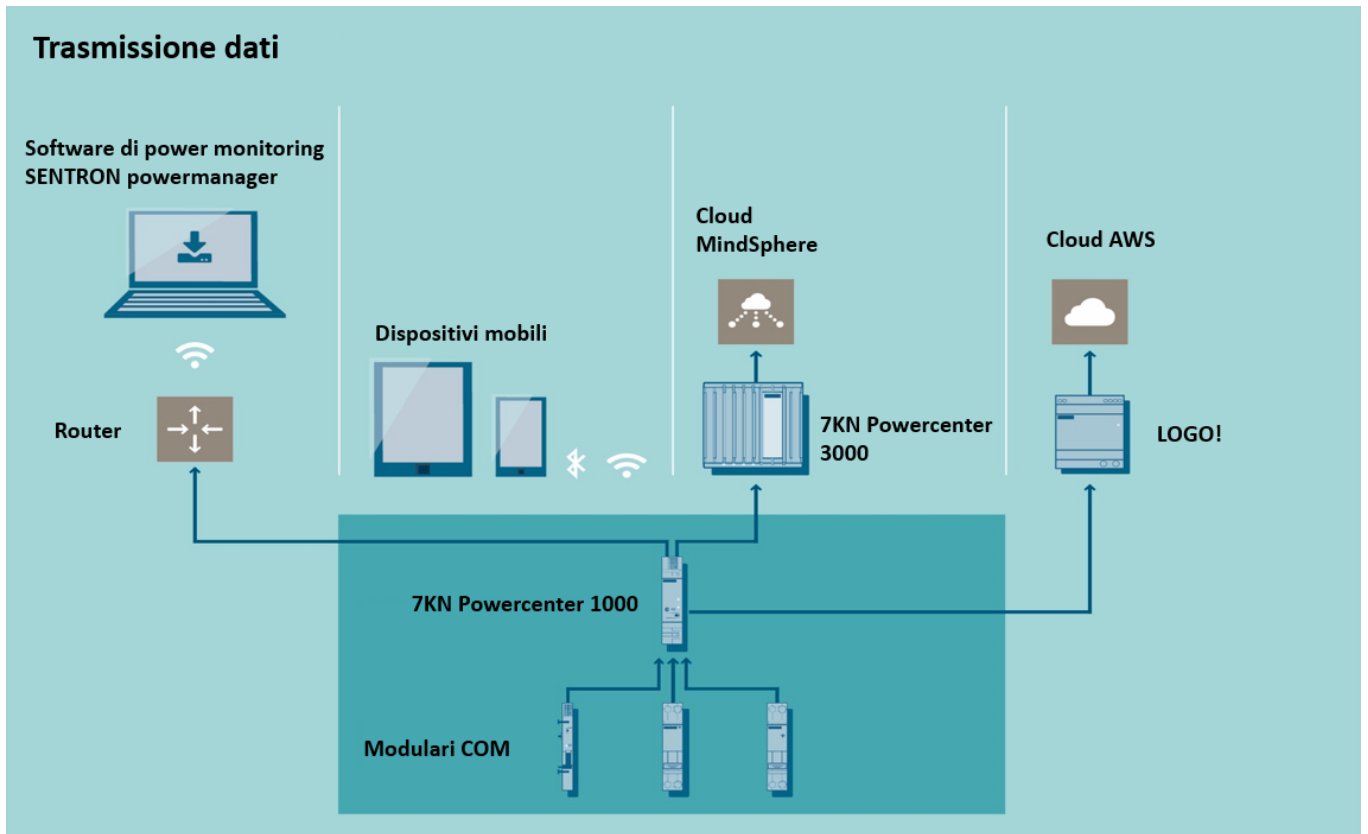 Trasmissione dati
Software di power monitoring
SENTRON powermanager
Cloud
MindSphere
Cloud AWS
Dispositivi mobili
Router
7KN Powercenter
3000
LOGO!
7KN Powercenter 1000
Modulari COM